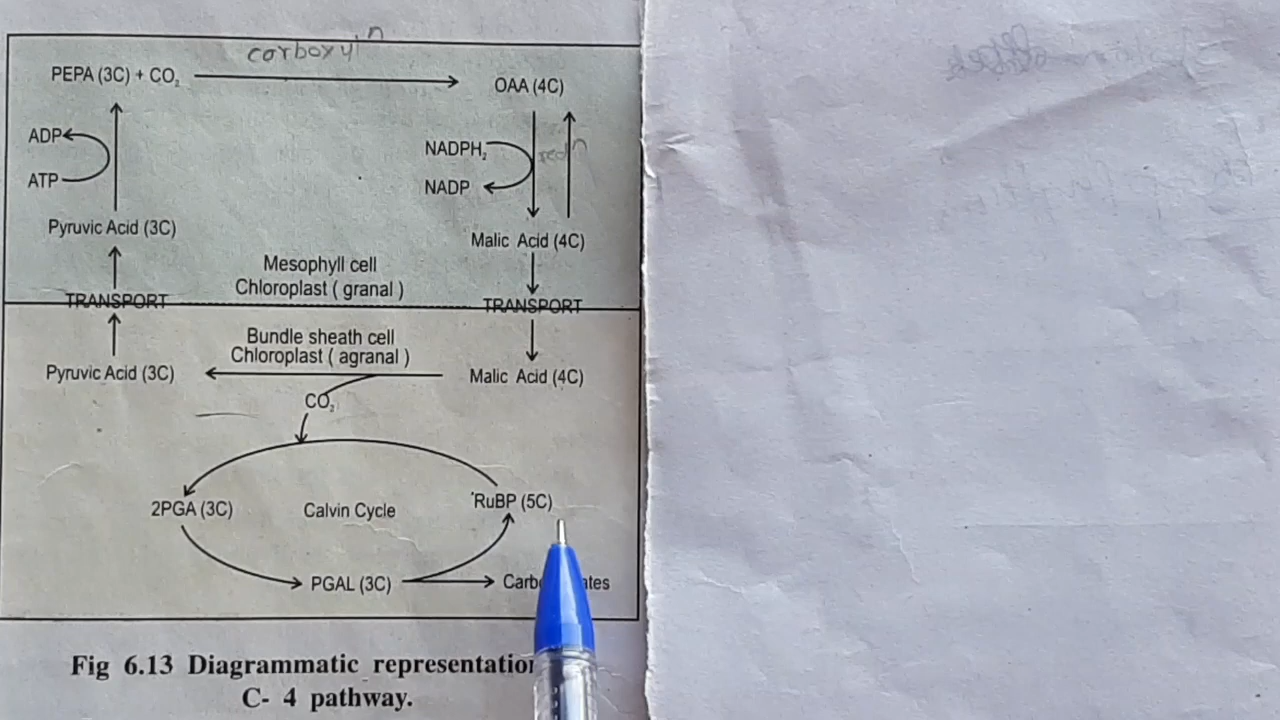 carboxylⁿ
PEPA (3C) + CO₂
OAA (4C)
ADP
NADPH₂
redⁿ
ATP
NADP
Pyruvic Acid (3C)
Malic Acid (4C)
Mesophyll cell
Chloroplast ( granal )
TRANSPORT
TRANSPORT
Bundle sheath cell
Chloroplast ( agranal )
Pyruvic Acid (3C)
Malic Acid (4C)
CO₂
2PGA (3C)
Calvin Cycle
RuBP (5C)
PGAL (3C)
Fig 6.13 Diagrammatic
C- 4 pathway.